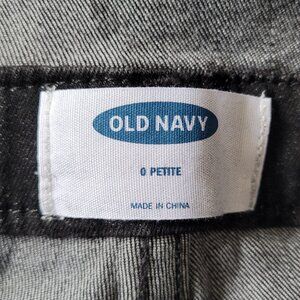 OLD NAVY
0 PETITE
MADE IN CHINA